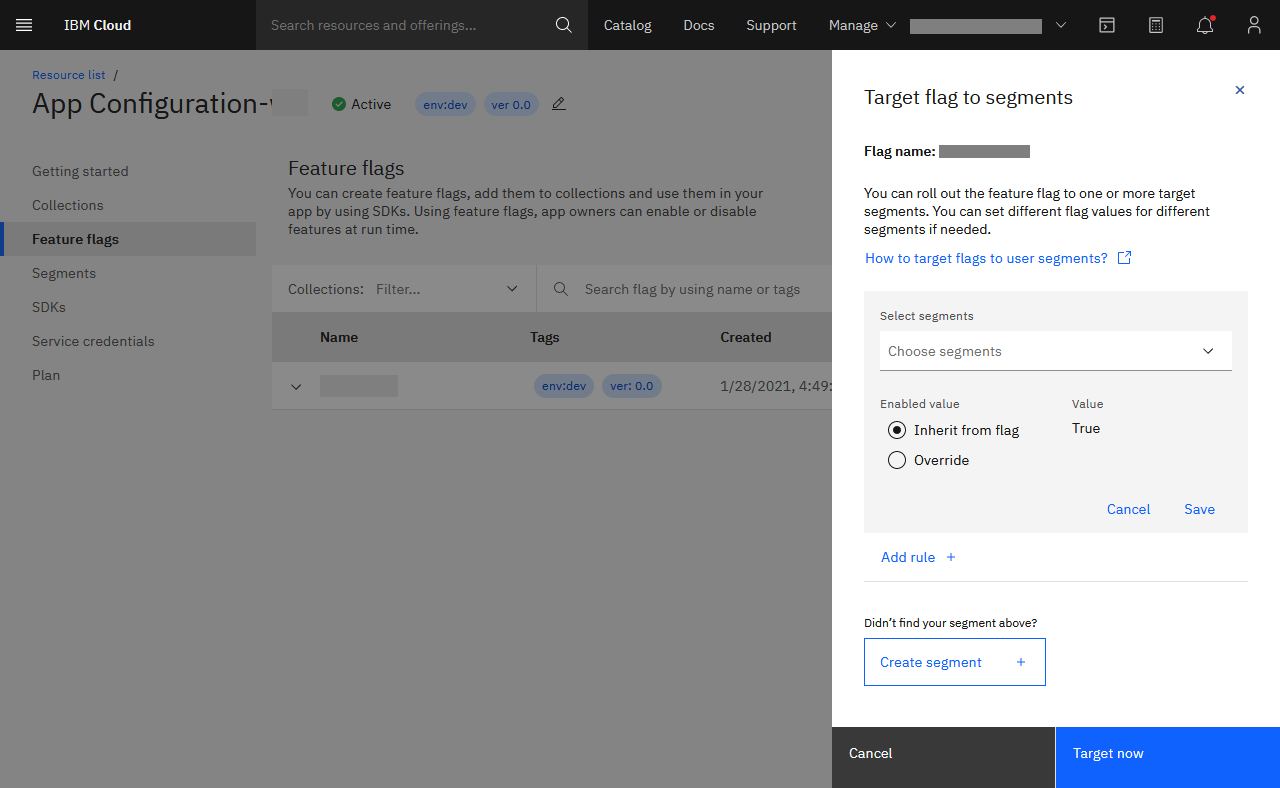 IBM Cloud
Search resources and offerings...
Catalog
Docs
Support
Manage
Resource list /
App Configuration-
Active
env:dev
ver 0.0
Getting started
Collections
Feature flags
Segments
SDKs
Service credentials
Plan
Feature flags
You can create feature flags, add them to collections and use them in your
app by using SDKs. Using feature flags, app owners can enable or disable
features at run time.
Collections: Filter...
Search flag by using name or tags
Name
Tags
Created
env:dev
ver: 0.0
1/28/2021, 4:49:
Target flag to segments
Flag name:
You can roll out the feature flag to one or more target
segments. You can set different flag values for different
segments if needed.
How to target flags to user segments?
Select segments
Choose segments
Enabled value
Value
Inherit from flag
True
Override
Cancel
Save
Add rule +
Didn't find your segment above?
Create segment +
Cancel
Target now